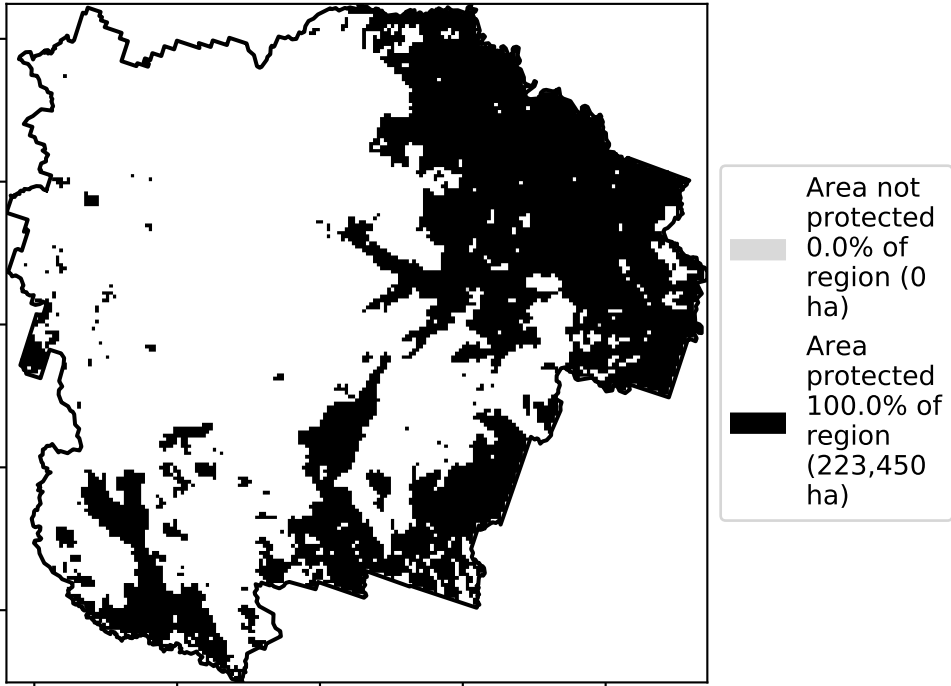 Area not
protected
0.0% of
region (0
ha)
Area
protected
100.0% of
region
(223,450
ha)